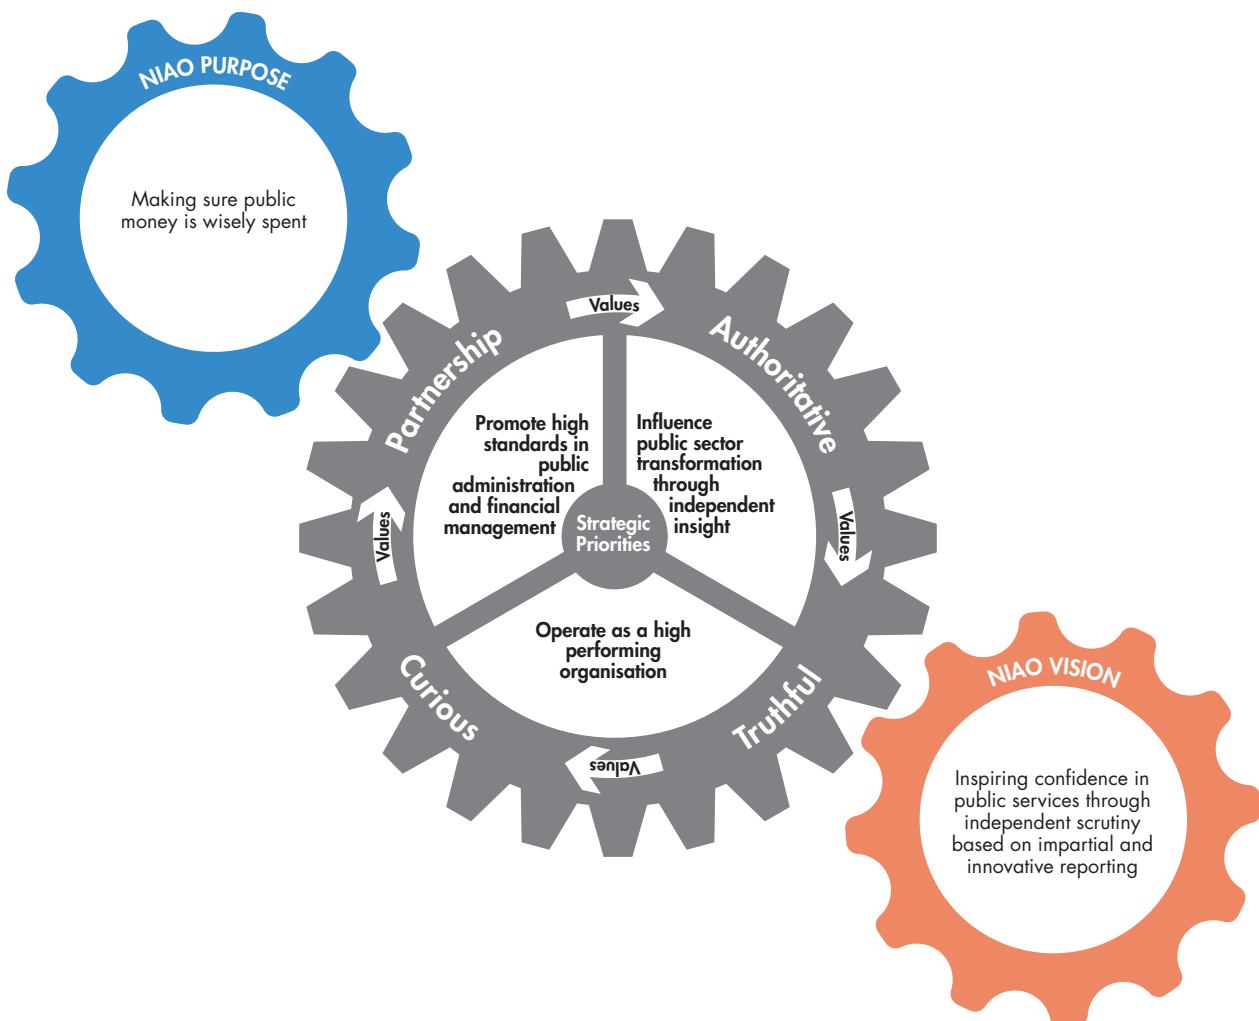 NIAO PURPOSE
Making sure public
money is wisely spent
Values
Partnership
Authoritative
Promote high
standards in
public
administration
and financial
management
Influence
public sector
transformation
through
independent
insight
Strategic
Priorities
Values
Values
Operate as a high
performing
organisation
Curious
Truthful
Values
NIAO VISION
Inspiring confidence in
public services through
independent scrutiny
based on impartial and
innovative reporting